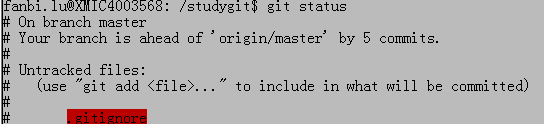 fanbi.lu@XMIC4003568: /studygit$ git status
# On branch master
# Your branch is ahead of 'origin/master' by 5 commits.
#
# Untracked files:
#   (use "git add <file>..." to include in what will be committed)
#
#       .gitignore